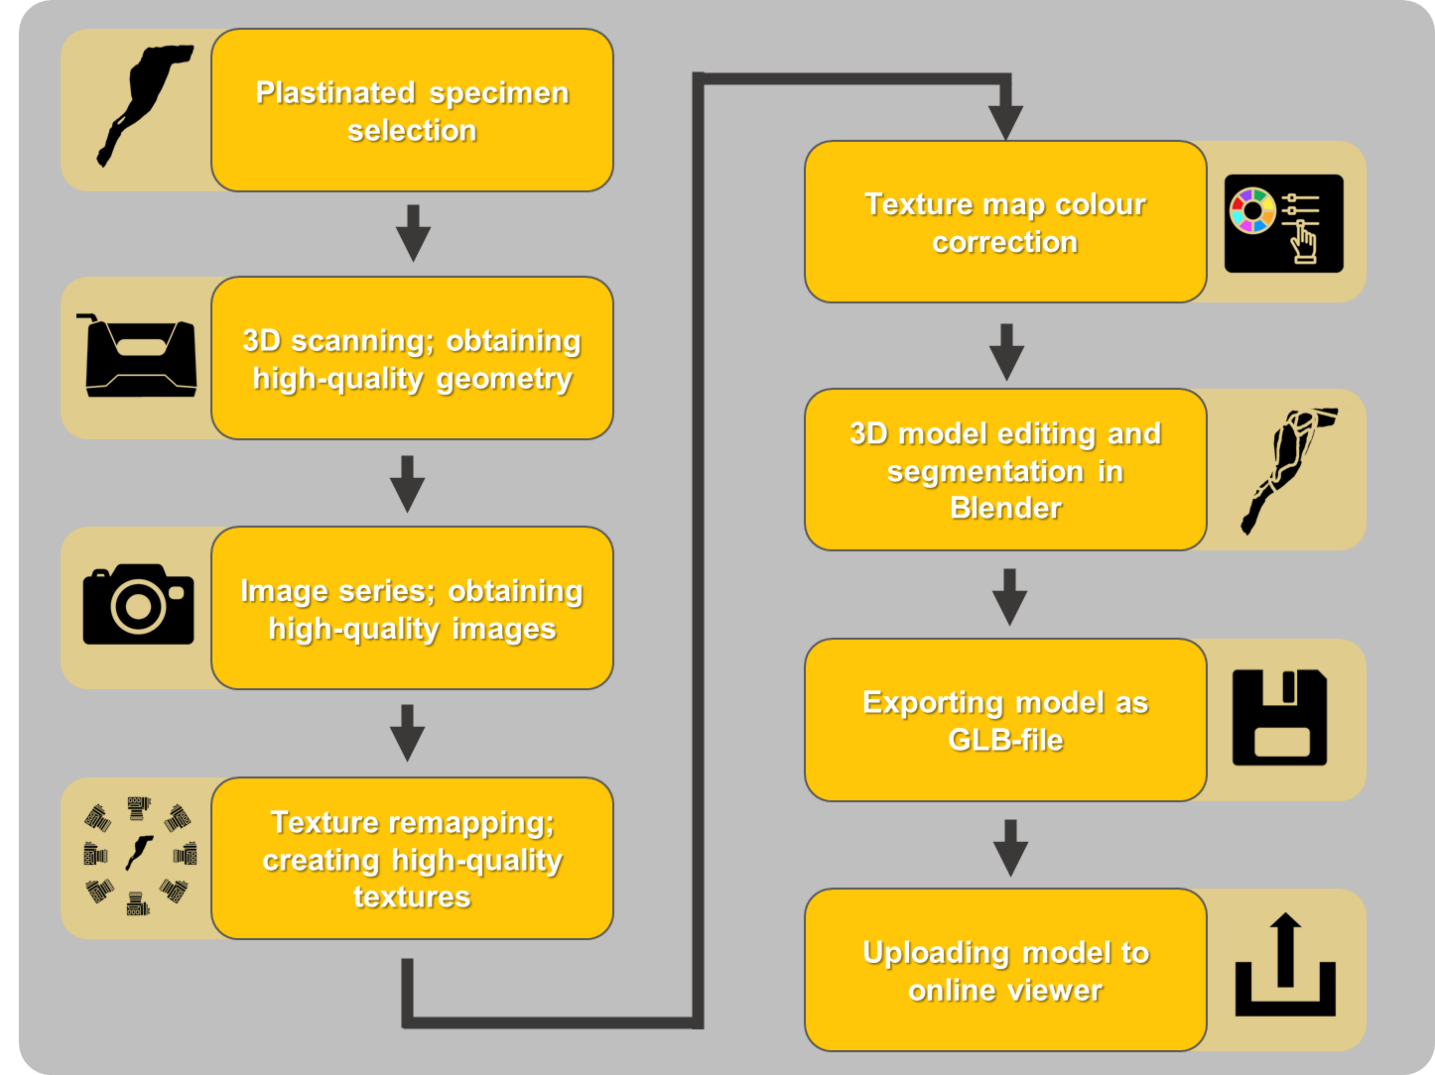 Plastinated specimen
selection
3D scanning; obtaining
high-quality geometry
Image series; obtaining
high-quality images
Texture remapping;
creating high-quality
textures
Texture map colour
correction
3D model editing and
segmentation in
Blender
Exporting model as
GLB-file
Uploading model to
online viewer